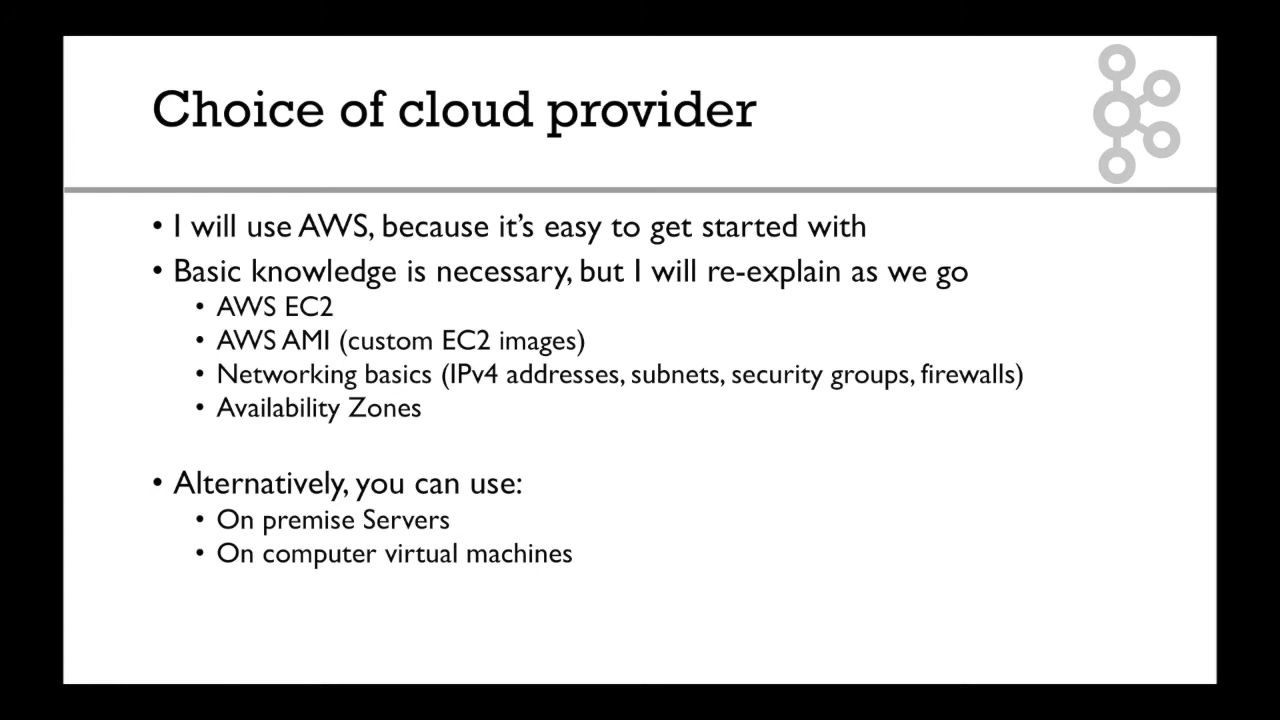 Choice of cloud provider
• I will use AWS, because it's easy to get started with
• Basic knowledge is necessary, but I will re-explain as we go
• AWS EC2
• AWS AMI (custom EC2 images)
• Networking basics (IPv4 addresses, subnets, security groups, firewalls)
• Availability Zones
• Alternatively, you can use:
• On premise Servers
• On computer virtual machines